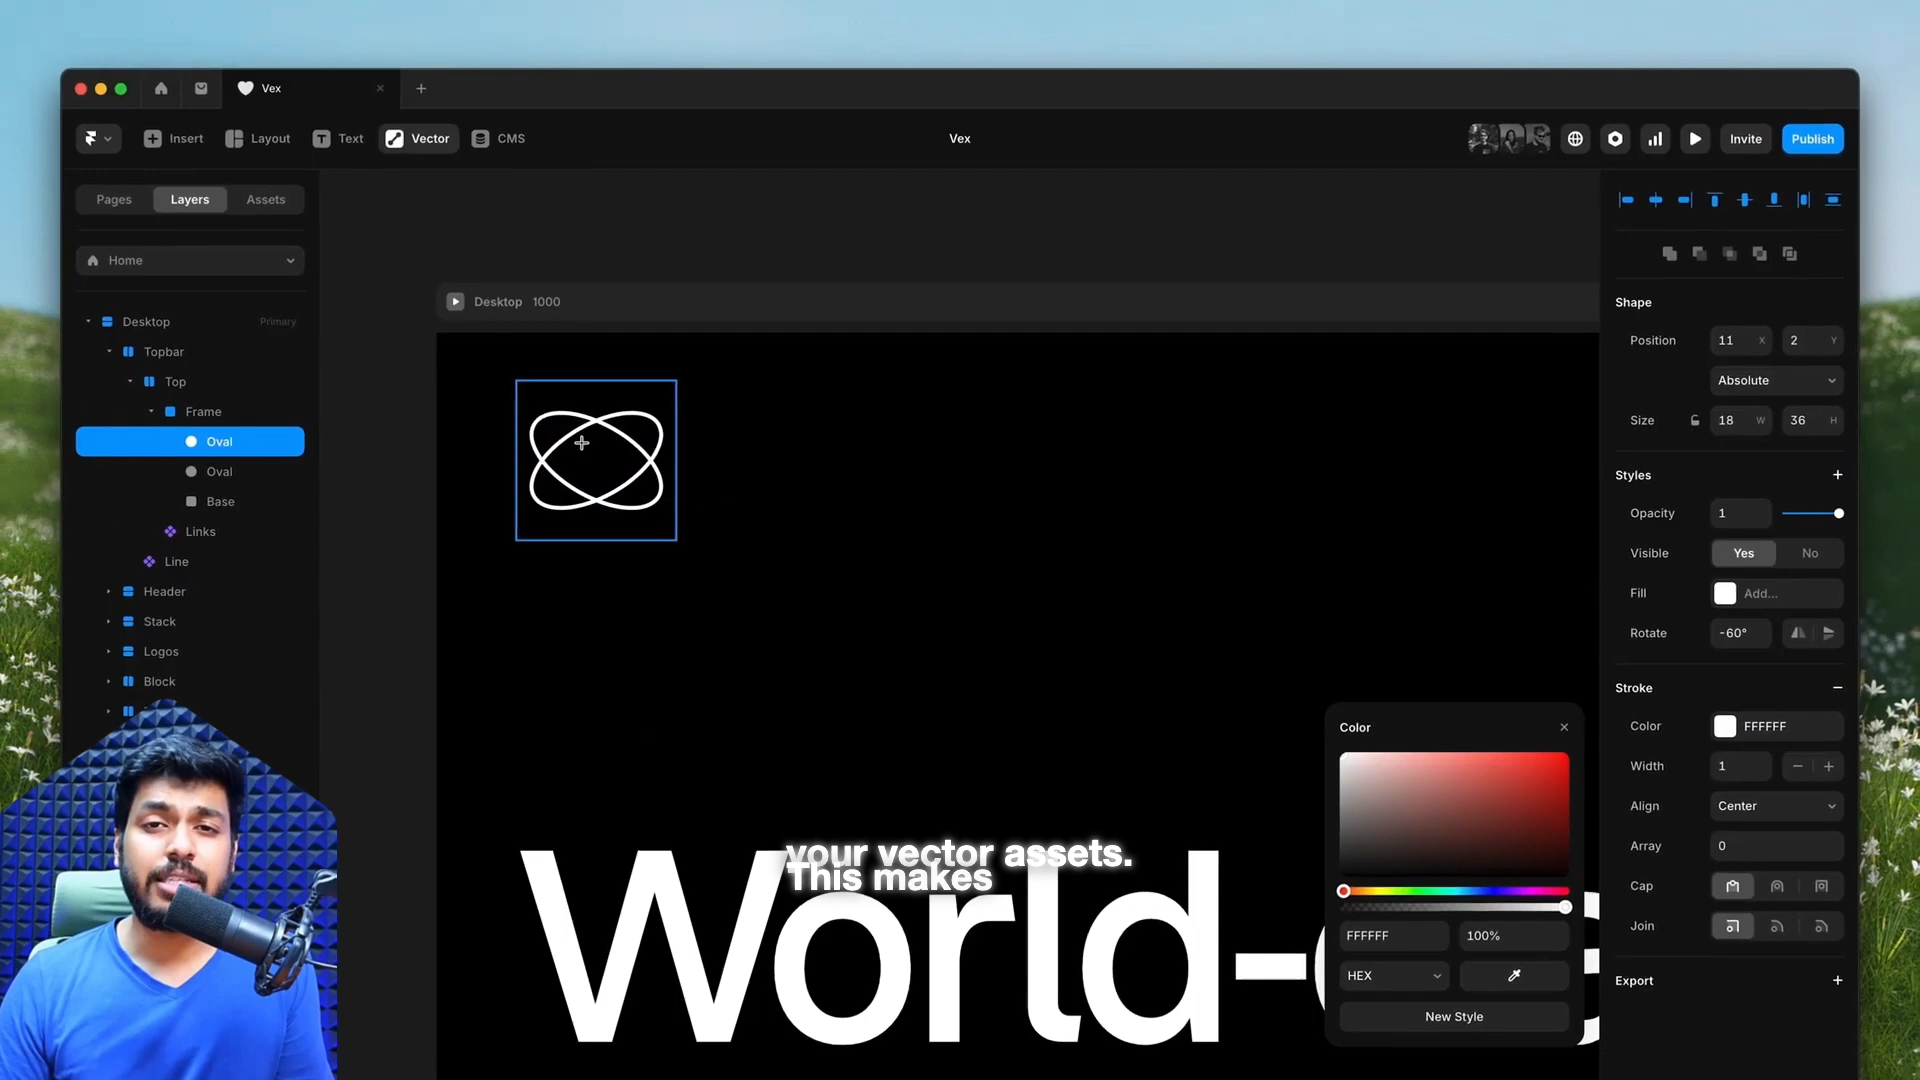 Vex
Insert
Layout
Text
Vector
CMS
Vex
Invite
Publish
Pages
Layers
Assets
Home
Desktop
Primary
Topbar
Top
Frame
Oval
Oval
Base
Links
Line
Header
Stack
Logos
Block
Desktop 1000
World-
your vector assets.
This makes
Color
FFFFFF
100%
HEX
New Style
Shape
Position
11
X
2
Y
Absolute
Size
18
W
36
H
Styles
Opacity
1
Visible
Yes
No
Fill
Add...
Rotate
-60°
Stroke
Color
FFFFFF
Width
1
Align
Center
Array
0
Cap
Join
Export